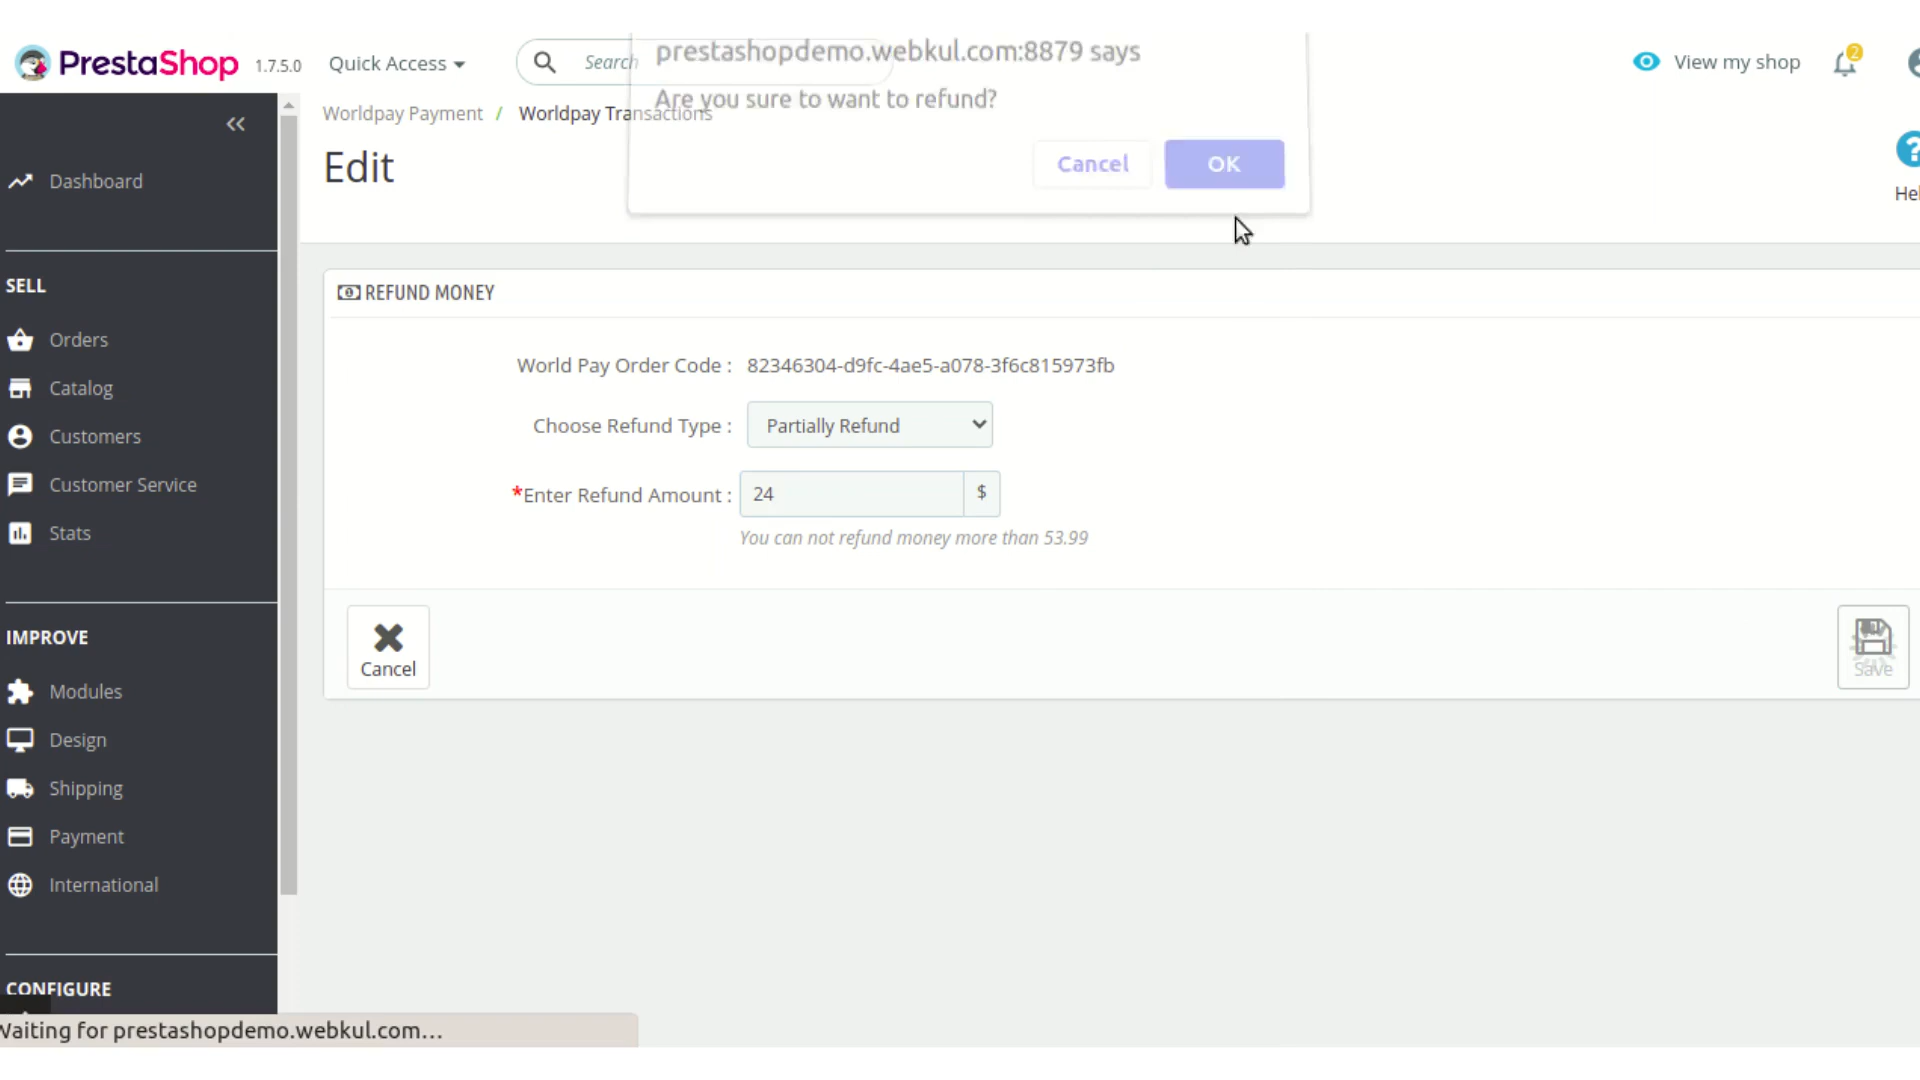 PrestaShop 1.7.5.0 Quick Access Search View my shop 2
prestashopdemo.webkul.com:8879 says
Are you sure to want to refund?
Cancel OK
Worldpay Payment / Worldpay Transactions
Edit
?
Hel
Dashboard
SELL
Orders
Catalog
Customers
Customer Service
Stats
IMPROVE
Modules
Design
Shipping
Payment
International
CONFIGURE
REFUND MONEY
World Pay Order Code : 82346304-d9fc-4ae5-a078-3f6c815973fb
Choose Refund Type : Partially Refund
*Enter Refund Amount : 24 $
You can not refund money more than 53.99
Cancel
Save
Waiting for prestashopdemo.webkul.com...